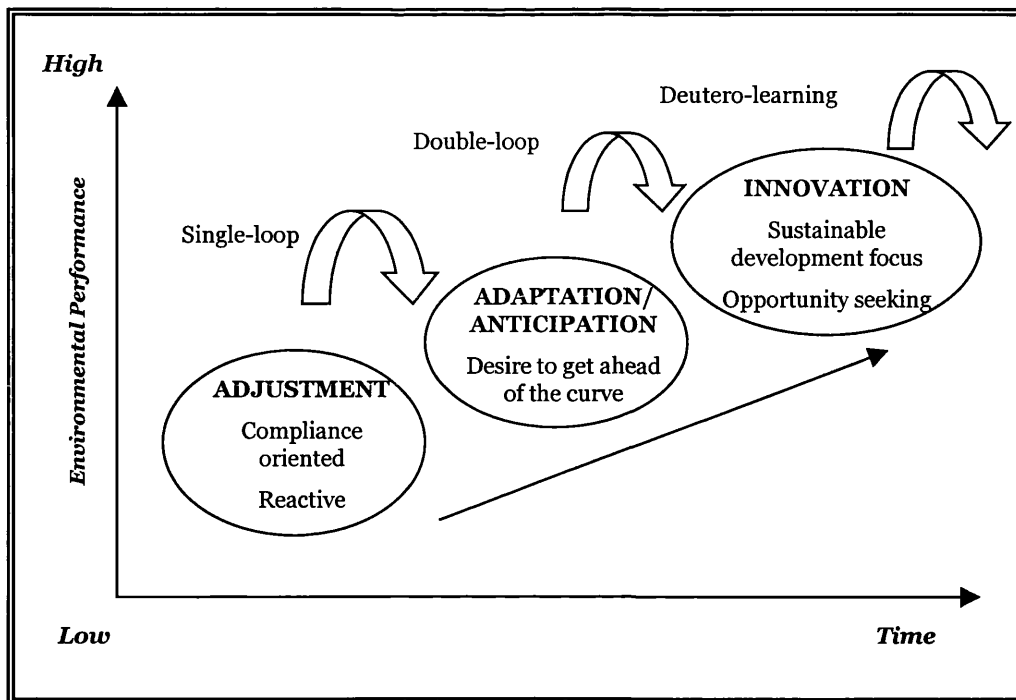 High
Deutero-learning
Double-loop
INNOVATION
Sustainable
development focus
Opportunity seeking
Single-loop
ADAPTATION/
ANTICIPATION
Desire to get ahead
of the curve
ADJUSTMENT
Compliance
oriented
Reactive
Environmental Performance
Low
Time